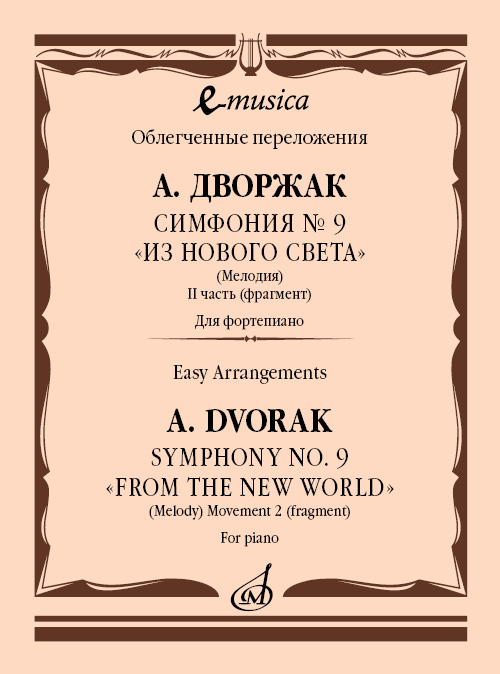 e-musica
Облегченные переложения
А. ДВОРЖАК
СИМФОНИЯ № 9
«ИЗ НОВОГО СВЕТА»
(Мелодия)
II часть (фрагмент)
Для фортепиано
Easy Arrangements
A. DVORAK
SYMPHONY NO. 9
«FROM THE NEW WORLD»
(Melody) Movement 2 (fragment)
For piano
М